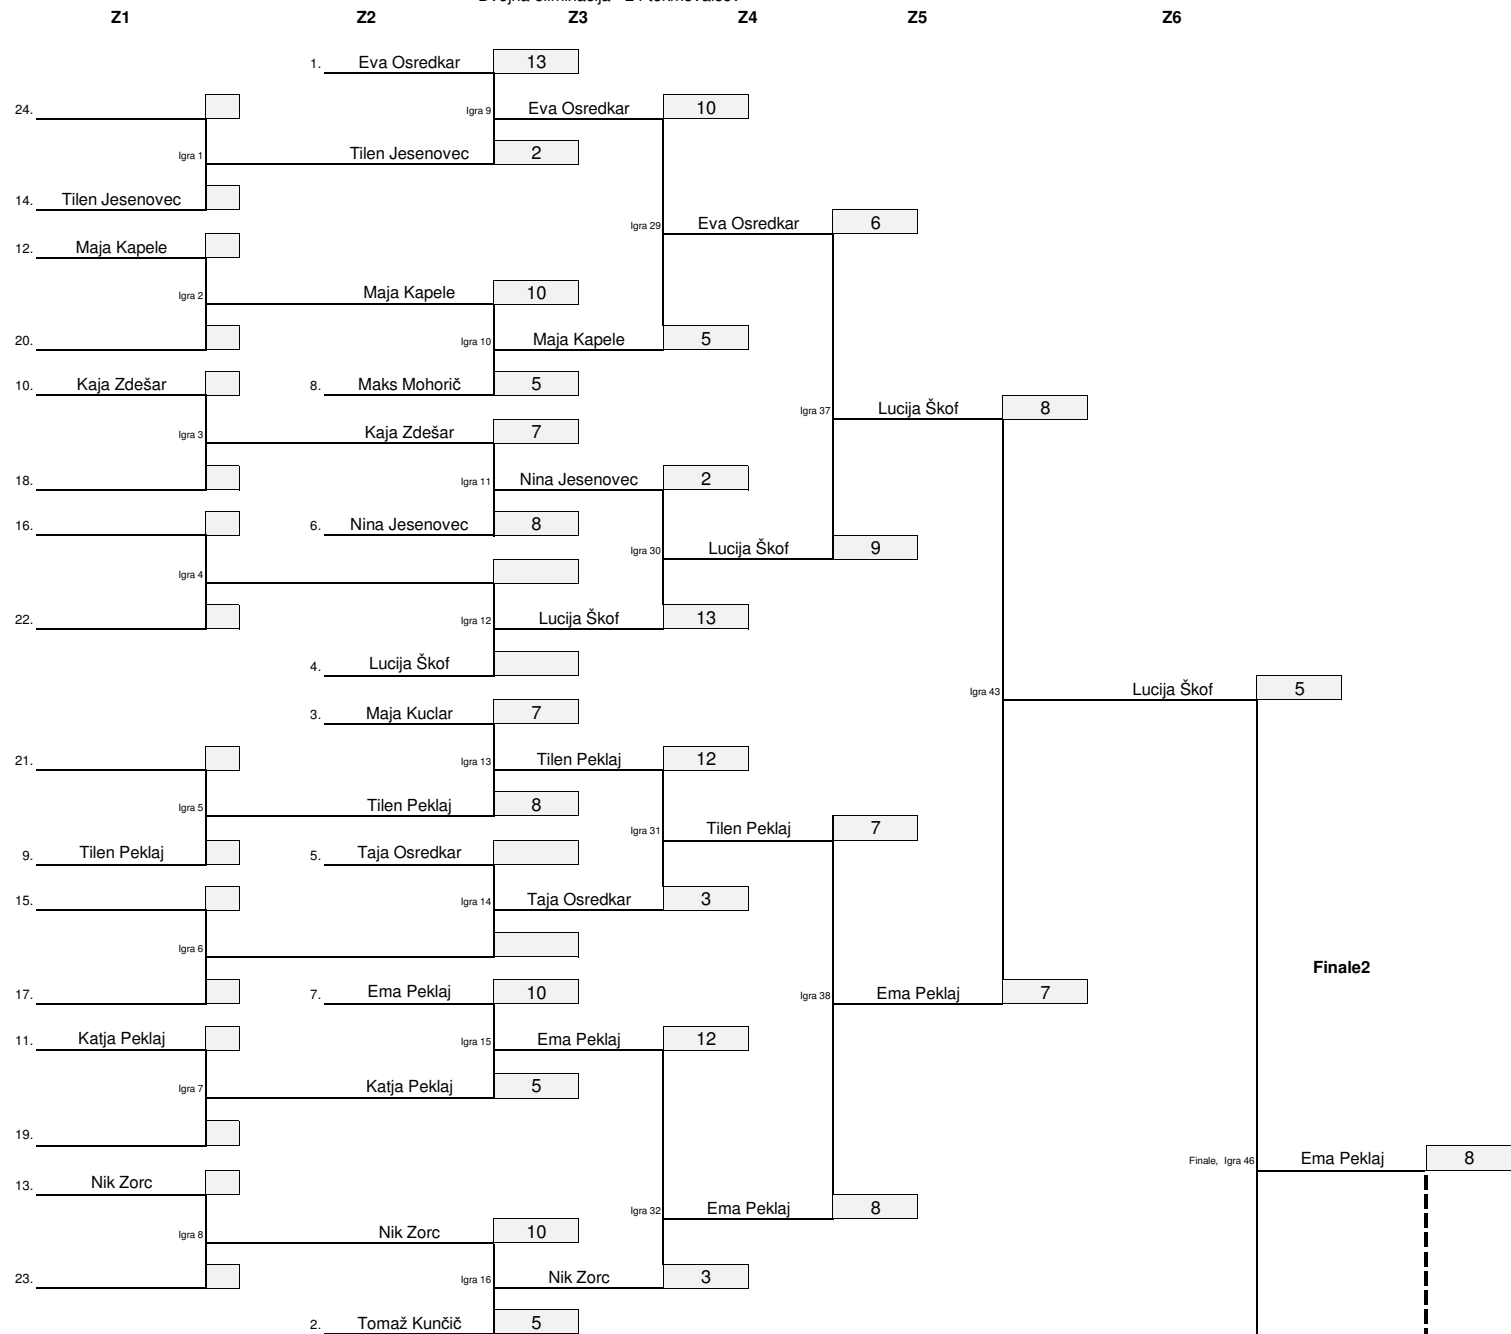 Dvojna eliminacija - 24 tekmovalcev
Z1 Z2 Z3 Z4 Z5 Z6
1. Eva Osredkar 13
24. Igra 9 Eva Osredkar 10
Igra 1 Tilen Jesenovec 2
14. Tilen Jesenovec
Igra 29 Eva Osredkar 6
12. Maja Kapele
Igra 2 Maja Kapele 10
20. Igra 10 Maja Kapele 5
10. Kaja Zdešar 8. Maks Mohorič 5
Igra 37 Lucija Škof 8
Igra 3 Kaja Zdešar 7
18. Igra 11 Nina Jesenovec 2
16. 6. Nina Jesenovec 8
Igra 30 Lucija Škof 9
Igra 4
22. Igra 12 Lucija Škof 13
4. Lucija Škof
Igra 43 Lucija Škof 5
3. Maja Kuclar 7
21. Igra 13 Tilen Peklaj 12
Igra 5 Tilen Peklaj 8
Igra 31 Tilen Peklaj 7
9. Tilen Peklaj 5. Taja Osredkar
15. Igra 14 Taja Osredkar 3
Igra 6
Finale2
17. 7. Ema Peklaj 10
Igra 38 Ema Peklaj 7
11. Katja Peklaj Igra 15 Ema Peklaj 12
Igra 7 Katja Peklaj 5
19.
Finale, Igra 46 Ema Peklaj 8
13. Nik Zorc
Igra 32 Ema Peklaj 8
Igra 8 Nik Zorc 10
23. Igra 16 Nik Zorc 3
2. Tomaž Kunčič 5